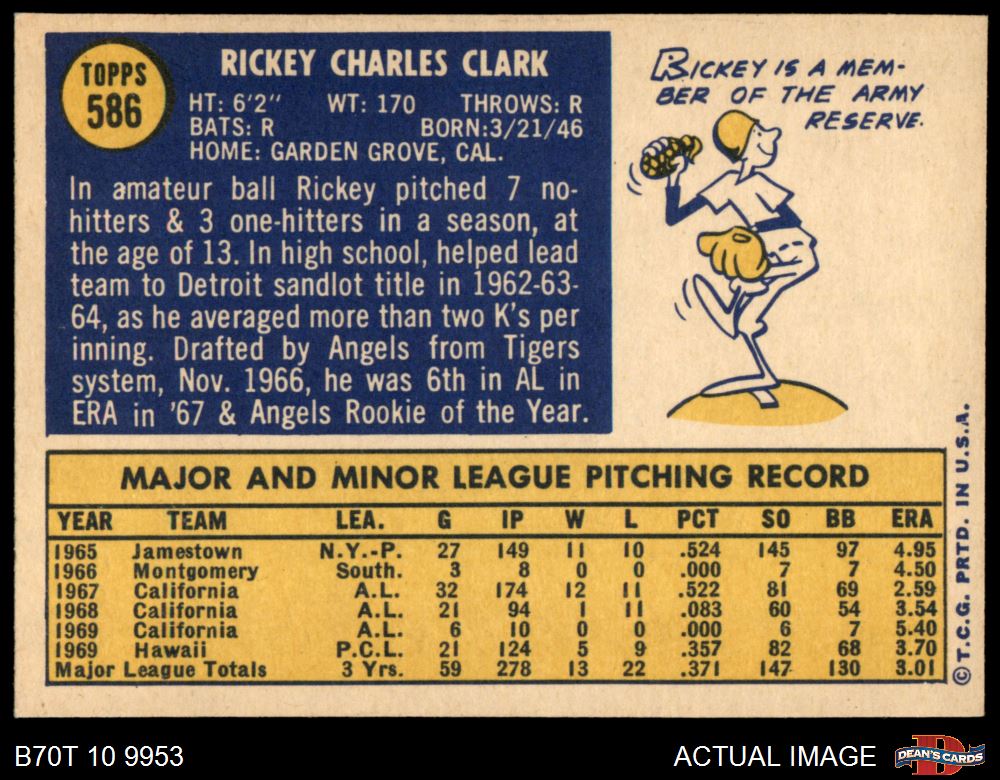 TOPPS
586
RICKEY CHARLES CLARK
HT: 6'2" WT: 170 THROWS: R
BATS: R BORN:3/21/46
HOME: GARDEN GROVE, CAL.
In amateur ball Rickey pitched 7 no-
hitters & 3 one-hitters in a season, at
the age of 13. In high school, helped lead
team to Detroit sandlot title in 1962-63-
64, as he averaged more than two K's per
inning. Drafted by Angels from Tigers
system, Nov. 1966, he was 6th in AL in
ERA in '67 & Angels Rookie of the Year.
RICKEY IS A MEM-
BER OF THE ARMY
RESERVE.
MAJOR AND MINOR LEAGUE PITCHING RECORD
YEAR TEAM LEA. G IP W L PCT SO BB ERA
1965 Jamestown N.Y.-P. 27 149 11 10 .524 145 97 4.95
1966 Montgomery South. 3 8 0 0 .000 7 7 4.50
1967 California A.L. 32 174 12 11 .522 81 69 2.59
1968 California A.L. 21 94 1 11 .083 60 54 3.54
1969 California A.L. 6 10 0 0 .000 6 7 5.40
1969 Hawaii P.C.L. 21 124 5 9 .357 82 68 3.70
Major League Totals 3 Yrs. 59 278 13 22 .371 147 130 3.01
© T.C.G. PRTD. IN U.S.A.
B70T 10 9953
ACTUAL IMAGE
D
DEAN'S CARDS